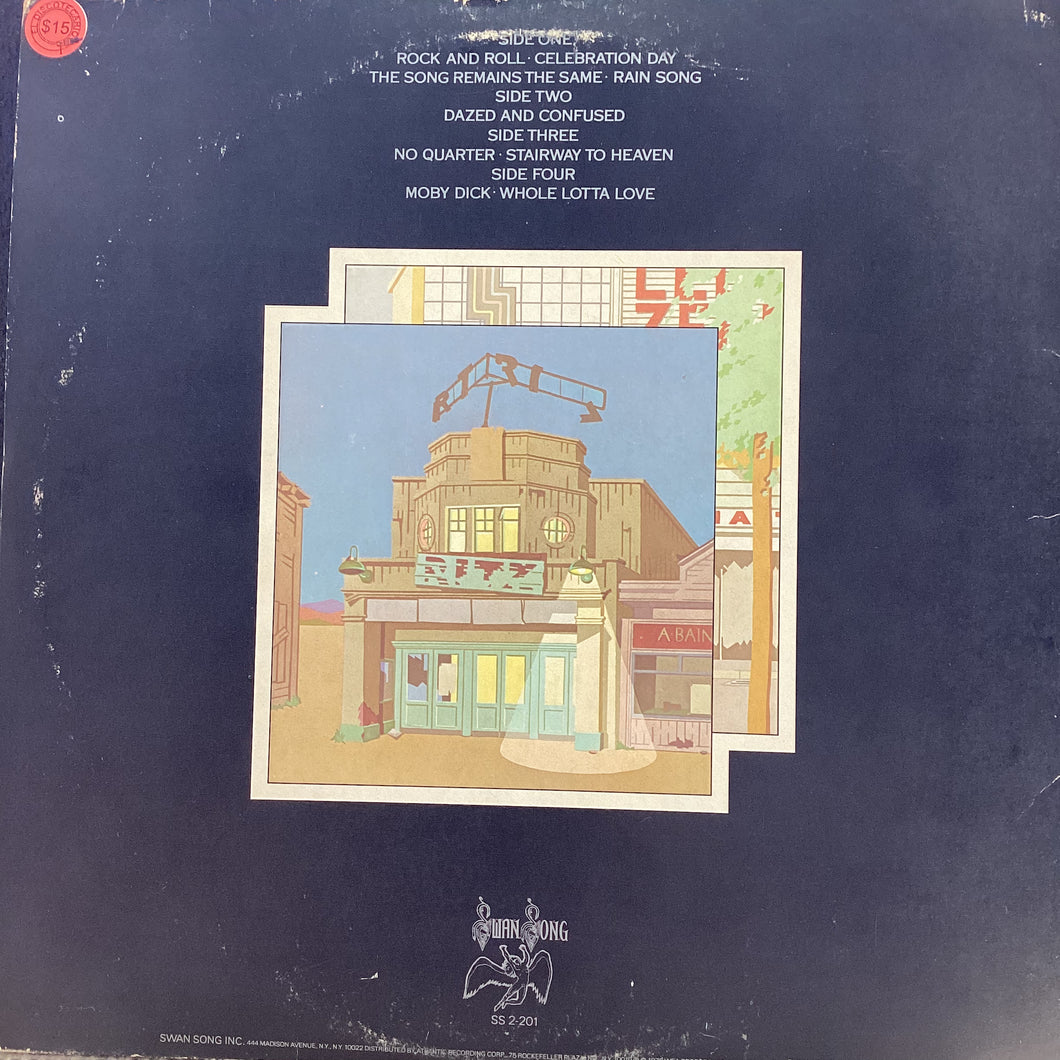 EL DISCOTECARIO
$15
SIDE ONE
ROCK AND ROLL · CELEBRATION DAY
THE SONG REMAINS THE SAME · RAIN SONG
SIDE TWO
DAZED AND CONFUSED
SIDE THREE
NO QUARTER · STAIRWAY TO HEAVEN
SIDE FOUR
MOBY DICK · WHOLE LOTTA LOVE
RITZ
A·BAIN
SWAN SONG
SS 2-201
SWAN SONG INC. 444 MADISON AVENUE, N.Y., N.Y. 10022 DISTRIBUTED BY ATLANTIC RECORDING CORP., 75 ROCKEFELLER PLAZA